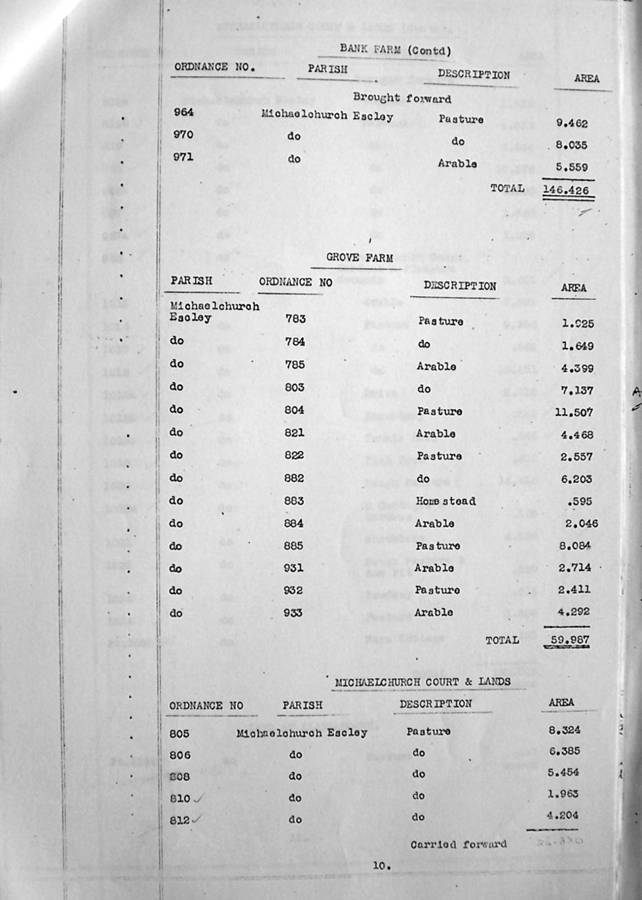 BANK FARM (Contd)
ORDNANCE NO. PARISH DESCRIPTION AREA
Brought forward
964 Michaelchurch Escley Pasture 9.462
970 do do 8.035
971 do Arable 5.559
TOTAL 146.426
GROVE FARM
PARISH ORDNANCE NO DESCRIPTION AREA
Michaelchurch
Escley 783 Pasture 1.925
do 784 do 1.649
do 785 Arable 4.399
do 803 do 7.137
do 804 Pasture 11.507
do 821 Arable 4.468
do 822 Pasture 2.557
do 882 do 6.203
do 883 Homestead .595
do 884 Arable 2.046
do 885 Pasture 8.084
do 931 Arable 2.714
do 932 Pasture 2.411
do 933 Arable 4.292
TOTAL 59.987
MICHAELCHURCH COURT & LANDS
ORDNANCE NO PARISH DESCRIPTION AREA
805 Michaelchurch Escley Pasture 8.324
806 do do 6.385
808 do do 5.454
810 do do 1.963
812 do do 4.204
Carried forward
10.